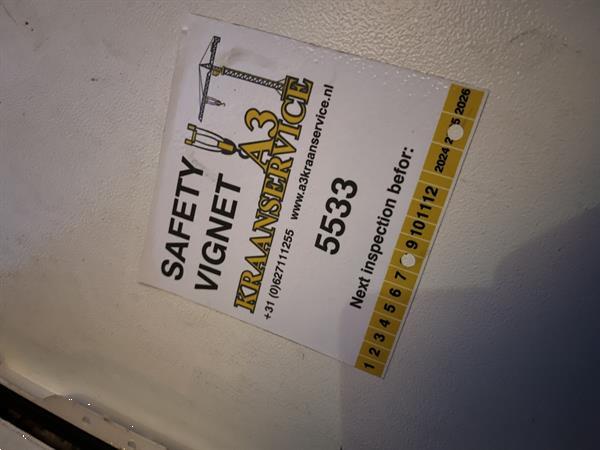 SAFETY
VIGNET
A3
KRAANSERVICE
+31 (0)627111255 www.a3kraanservice.nl
5533
Next inspection befor:
1 2 3 4 5 6 7 9 10 11 12 2024 2 5 2026